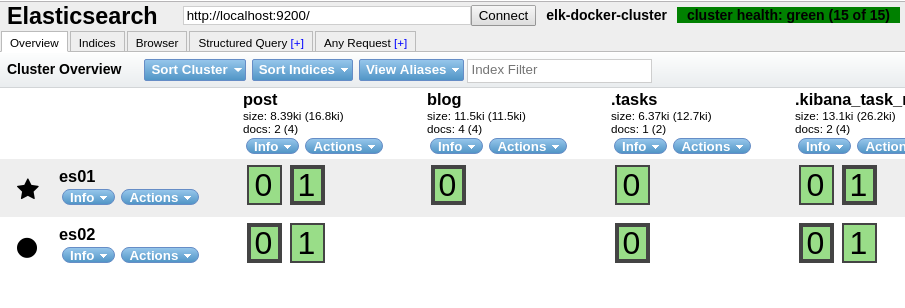 Elasticsearch http://localhost:9200/ Connect elk-docker-cluster cluster health: green (15 of 15)
Overview Indices Browser Structured Query [+] Any Request [+]
Cluster Overview Sort Cluster Sort Indices View Aliases Index Filter
post blog .tasks .kibana_task_
size: 8.39ki (16.8ki) size: 11.5ki (11.5ki) size: 6.37ki (12.7ki) size: 13.1ki (26.2ki)
docs: 2 (4) docs: 4 (4) docs: 1 (2) docs: 2 (4)
Info Actions Info Actions Info Actions Info Action
es01 0 1 0 0 0 1
Info Actions
es02 0 1 0 0 1
Info Actions